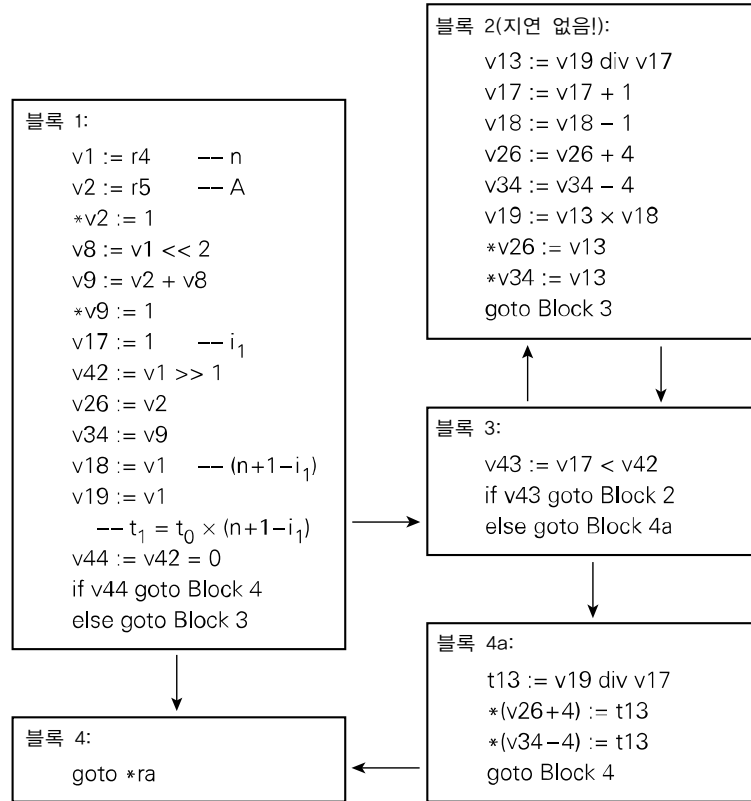 블록 1:
v1 := r4 –– n
v2 := r5 –– A
*v2 := 1
v8 := v1 << 2
v9 := v2 + v8
*v9 := 1
v17 := 1 –– i₁
v42 := v1 >> 1
v26 := v2
v34 := v9
v18 := v1 –– (n+1–i₁)
v19 := v1
–– t₁ = t₀ × (n+1–i₁)
v44 := v42 = 0
if v44 goto Block 4
else goto Block 3
블록 2(지연 없음!):
v13 := v19 div v17
v17 := v17 + 1
v18 := v18 – 1
v26 := v26 + 4
v34 := v34 – 4
v19 := v13 × v18
*v26 := v13
*v34 := v13
goto Block 3
블록 3:
v43 := v17 < v42
if v43 goto Block 2
else goto Block 4a
블록 4a:
t13 := v19 div v17
*(v26+4) := t13
*(v34–4) := t13
goto Block 4
블록 4:
goto *ra